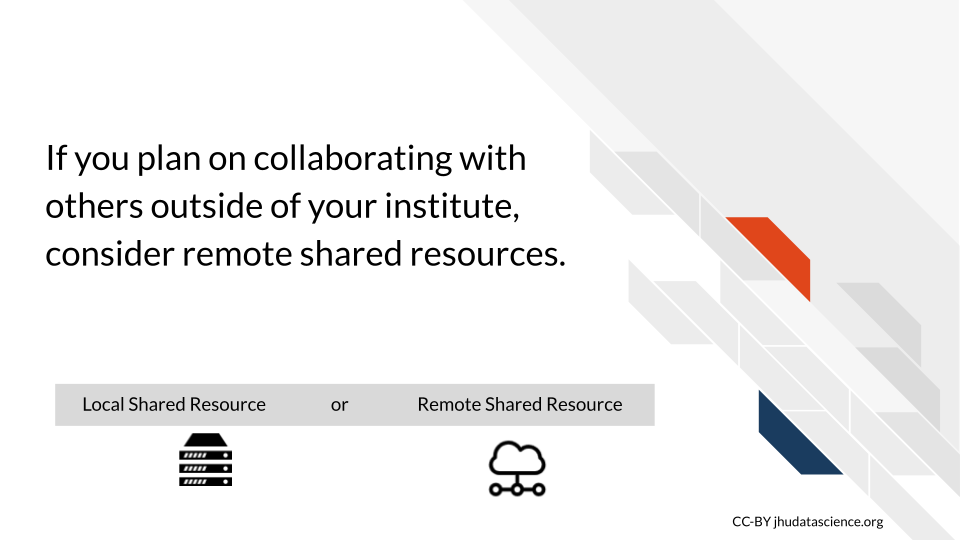 If you plan on collaborating with
others outside of your institute,
consider remote shared resources.
Local Shared Resource or Remote Shared Resource
CC-BY jhudatascience.org